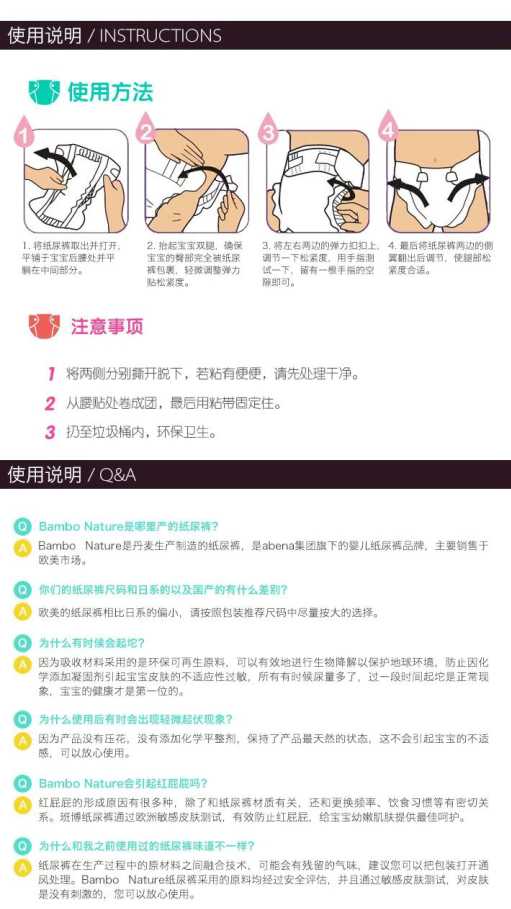 使用说明 / INSTRUCTIONS
使用方法
1
2
3
4
1. 将纸尿裤取出并打开,
平铺于宝宝后腰处并平
躺在中间部分。
2. 抬起宝宝双腿, 确保
宝宝的臀部完全被纸尿
裤包裹, 轻微调整弹力
贴松紧度。
3. 将左右两边的弹力扣扣上,
调节一下松紧度, 用手指测
试一下, 留有一根手指的空
隙即可。
4. 最后将纸尿裤两边的侧
翼翻出后调节, 使腿部松
紧度合适。
注意事项
1 将两侧分别撕开脱下，若粘有便便，请先处理干净。
2 从腰贴处卷成团，最后用粘带固定住。
3 扔至垃圾桶内，环保卫生。
使用说明 / Q&A
Q Bambo Nature是哪里产的纸尿裤?
A Bambo Nature是丹麦生产制造的纸尿裤，是abena集团旗下的婴儿纸尿裤品牌，主要销售于
欧美市场。
Q 你们的纸尿裤尺码和日系的以及国产的有什么差别?
A 欧美的纸尿裤相比日系的偏小，请按照包装推荐尺码中尽量按大的选择。
Q 为什么有时候会起坨?
A 因为吸收材料采用的是环保可再生原料，可以有效地进行生物降解以保护地球环境，防止因化
学添加凝固剂引起宝宝皮肤的不适应性过敏，所有有时候尿量多了，过一段时间起坨是正常现
象，宝宝的健康才是第一位的。
Q 为什么使用后有时会出现轻微起伏现象?
A 因为产品没有压花，没有添加化学平整剂，保持了产品最天然的状态，这不会引起宝宝的不适
感，可以放心使用。
Q Bambo Nature会引起红屁屁吗?
A 红屁屁的形成原因有很多种，除了和纸尿裤材质有关，还和更换频率、饮食习惯等有密切关
系。班博纸尿裤通过欧洲敏感皮肤测试，有效防止红屁屁，给宝宝幼嫩肌肤提供最佳呵护。
Q 为什么和我之前使用过的纸尿裤味道不一样?
A 纸尿裤在生产过程中的原材料之间融合技术，可能会有残留的气味，建议您可以把包装打开通
风处理。Bambo Nature纸尿裤采用的原料均经过安全评估，并且通过敏感皮肤测试，对皮肤
是没有刺激的，您可以放心使用。